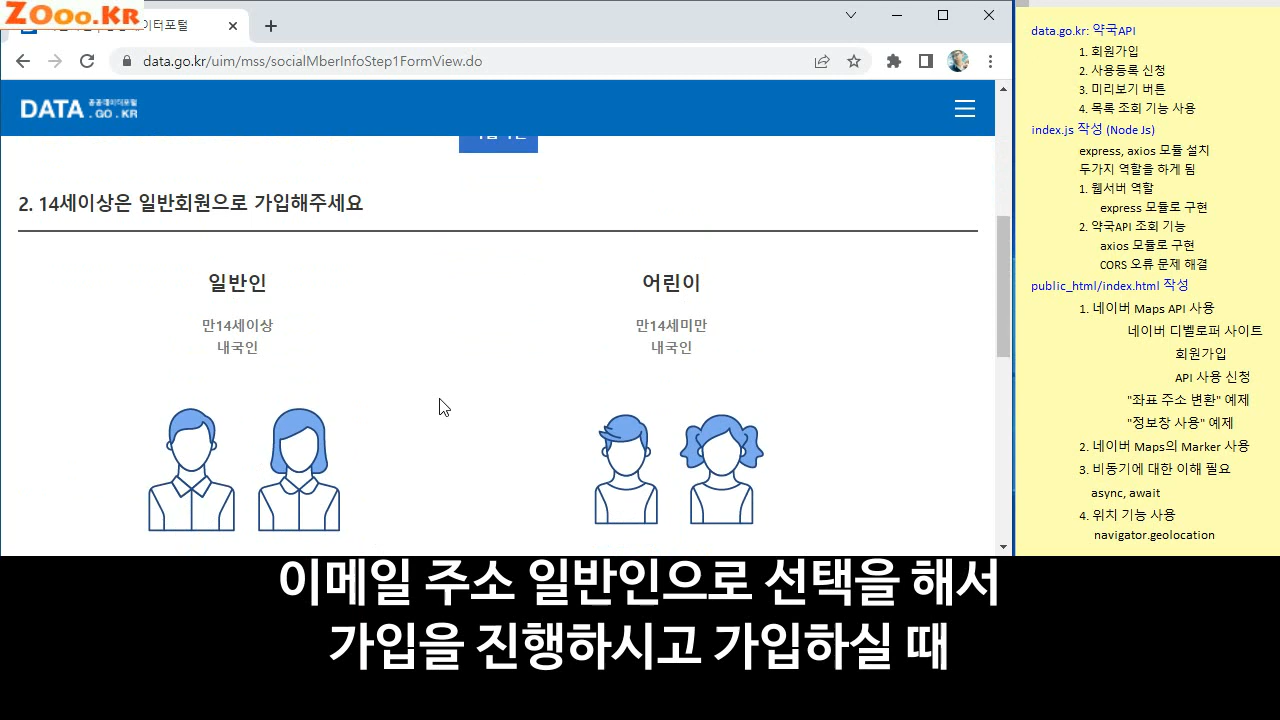 ZOoo.KR
이터포털
data.go.kr/uim/mss/socialMberInfoStep1FormView.do
DATA 공공데이터포털
.GO.KR
2. 14세이상은 일반회원으로 가입해주세요
일반인
만14세이상
내국인
어린이
만14세미만
내국인
data.go.kr: 약국API
1. 회원가입
2. 사용등록 신청
3. 미리보기 버튼
4. 목록 조회 기능 사용
index.js 작성 (Node Js)
express, axios 모듈 설치
두가지 역할을 하게 됨
1. 웹서버 역할
express 모듈로 구현
2. 약국API 조회 기능
axios 모듈로 구현
CORS 오류 문제 해결
public_html/index.html 작성
1. 네이버 Maps API 사용
네이버 디벨로퍼 사이트
회원가입
API 사용 신청
"좌표 주소 변환" 예제
"정보창 사용" 예제
2. 네이버 Maps의 Marker 사용
3. 비동기에 대한 이해 필요
async, await
4. 위치 기능 사용
navigator.geolocation
이메일 주소 일반인으로 선택을 해서
가입을 진행하시고 가입하실 때